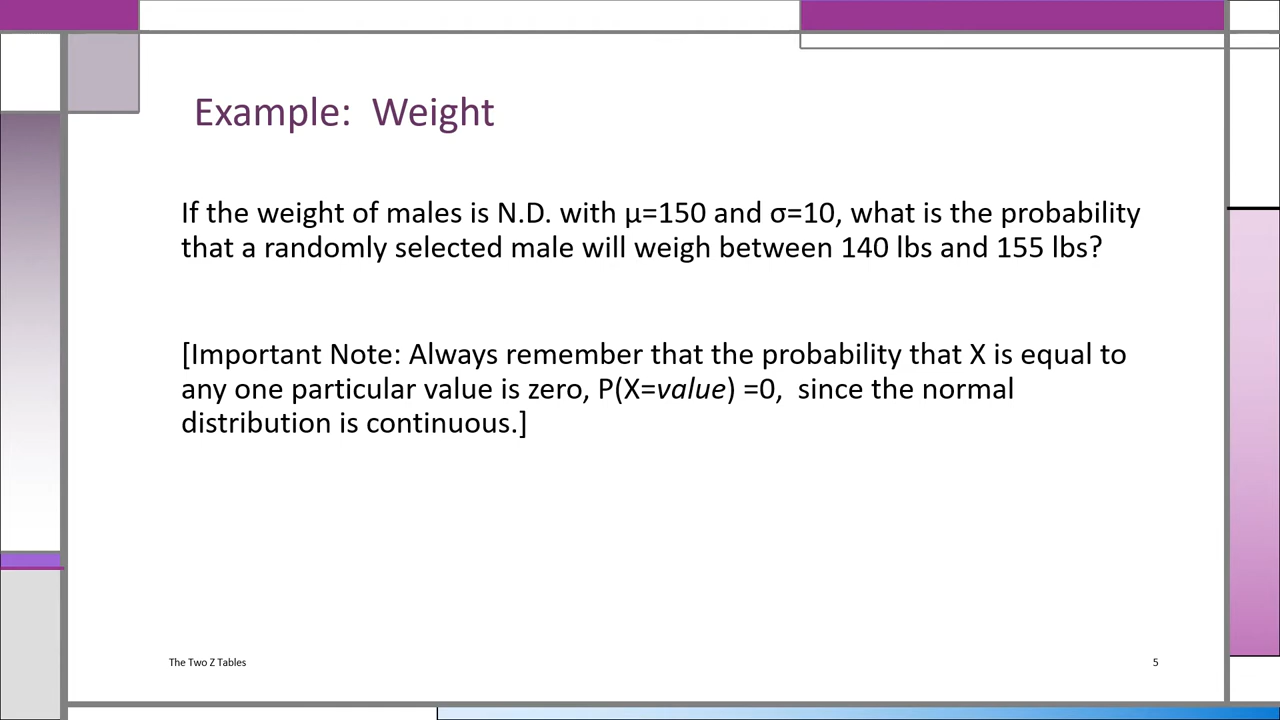 Example:  Weight
If the weight of males is N.D. with µ=150 and σ=10, what is the probability
that a randomly selected male will weigh between 140 lbs and 155 lbs?
[Important Note: Always remember that the probability that X is equal to
any one particular value is zero, P(X=value) =0,  since the normal
distribution is continuous.]
The Two Z Tables
5